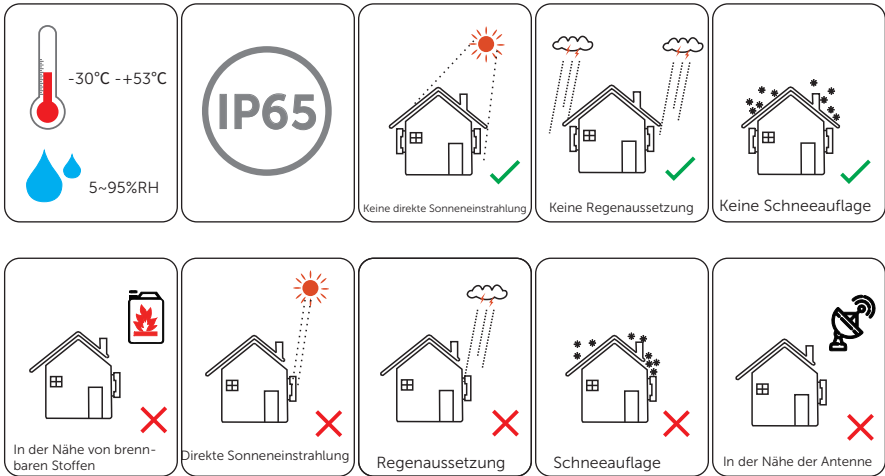 -30℃ -+53℃
5~95%RH
IP65
Keine direkte Sonneneinstrahlung
Keine Regenaussetzung
Keine Schneeauflage
In der Nähe von brenn-
baren Stoffen
Direkte Sonneneinstrahlung
Regenaussetzung
Schneeauflage
In der Nähe der Antenne